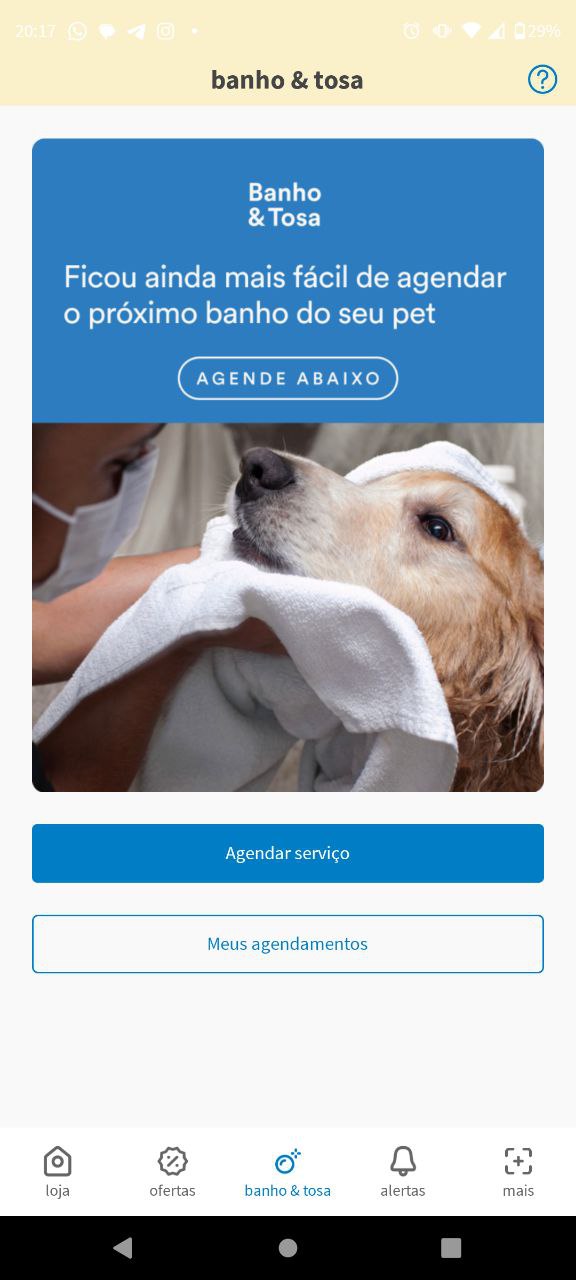 20:17
29%
banho & tosa
Banho
& Tosa
Ficou ainda mais fácil de agendar
o próximo banho do seu pet
AGENDE ABAIXO
Agendar serviço
Meus agendamentos
loja
ofertas
banho & tosa
alertas
mais